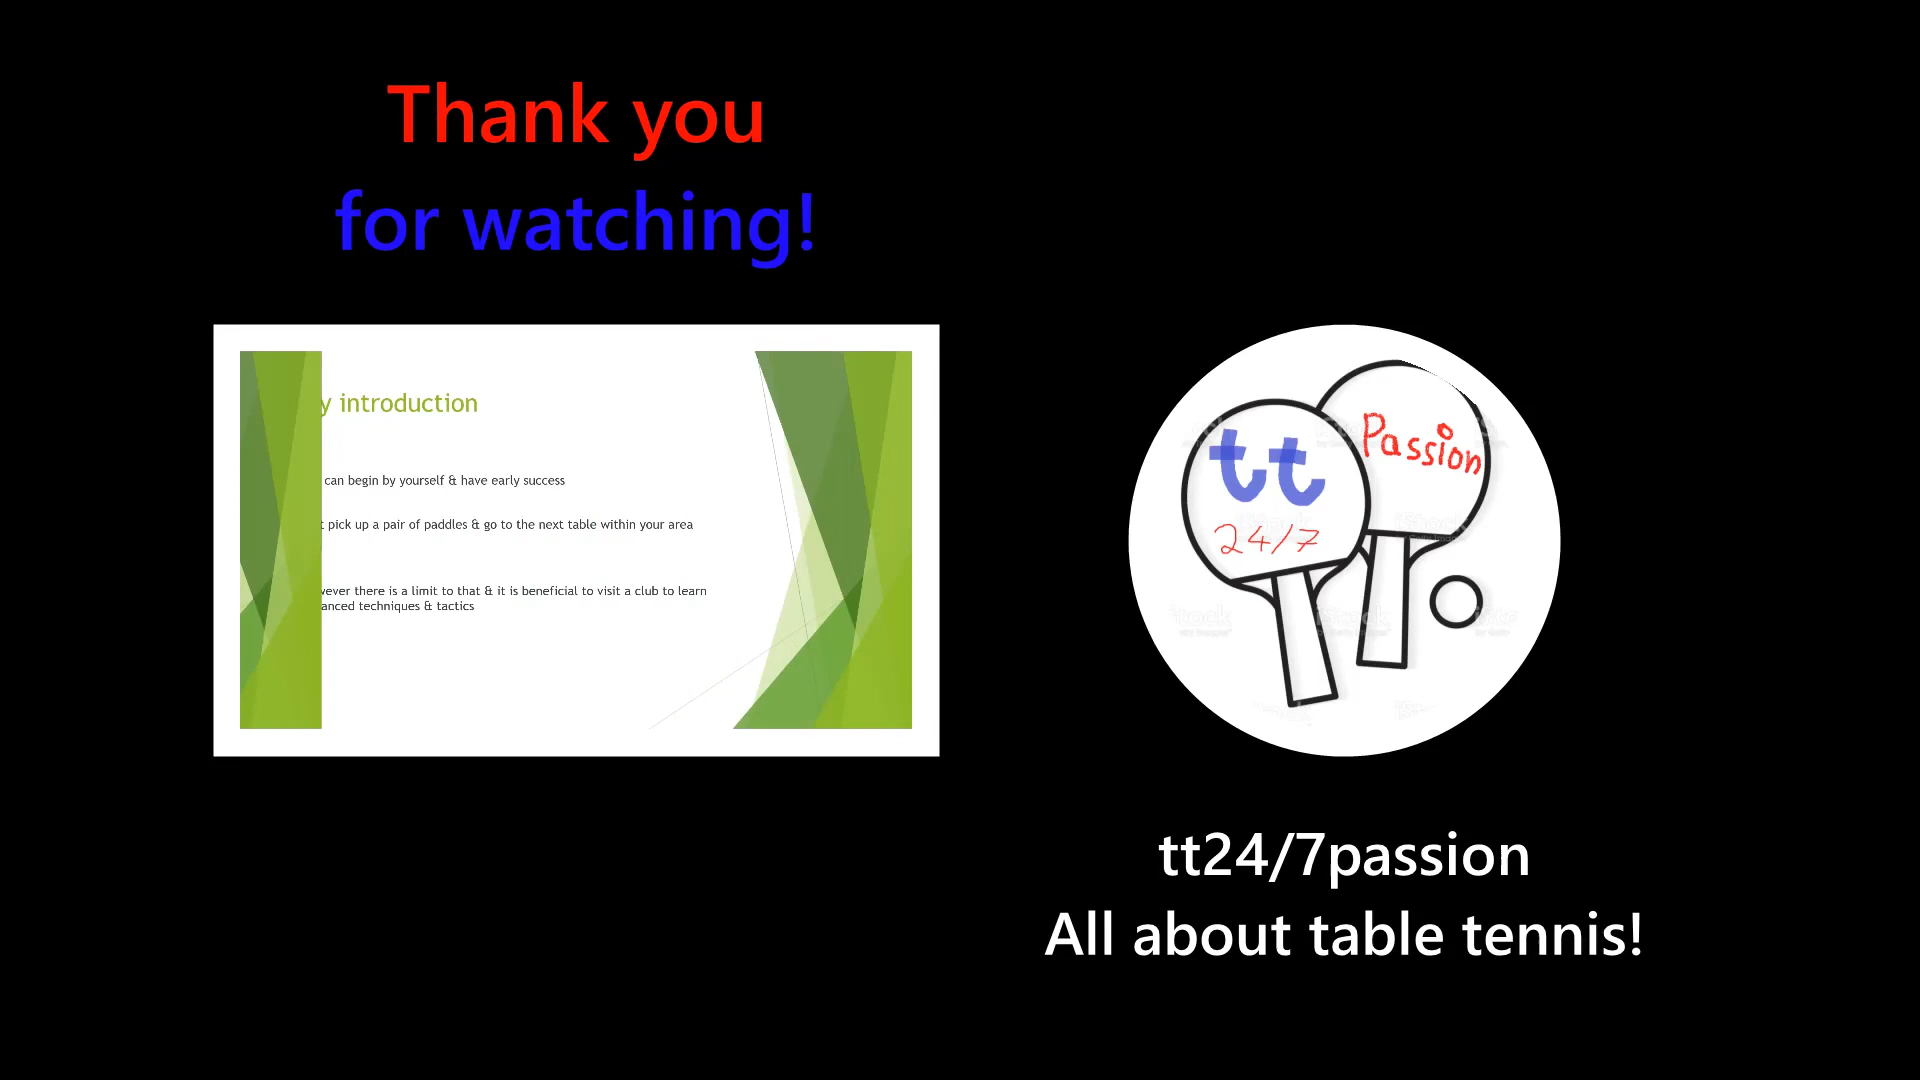 Thank you
for watching!
introduction
can begin by yourself & have early success
pick up a pair of paddles & go to the next table within your area
there is a limit to that & it is beneficial to visit a club to learn
techniques & tactics
tt
24/7
Passion
tt24/7passion
All about table tennis!